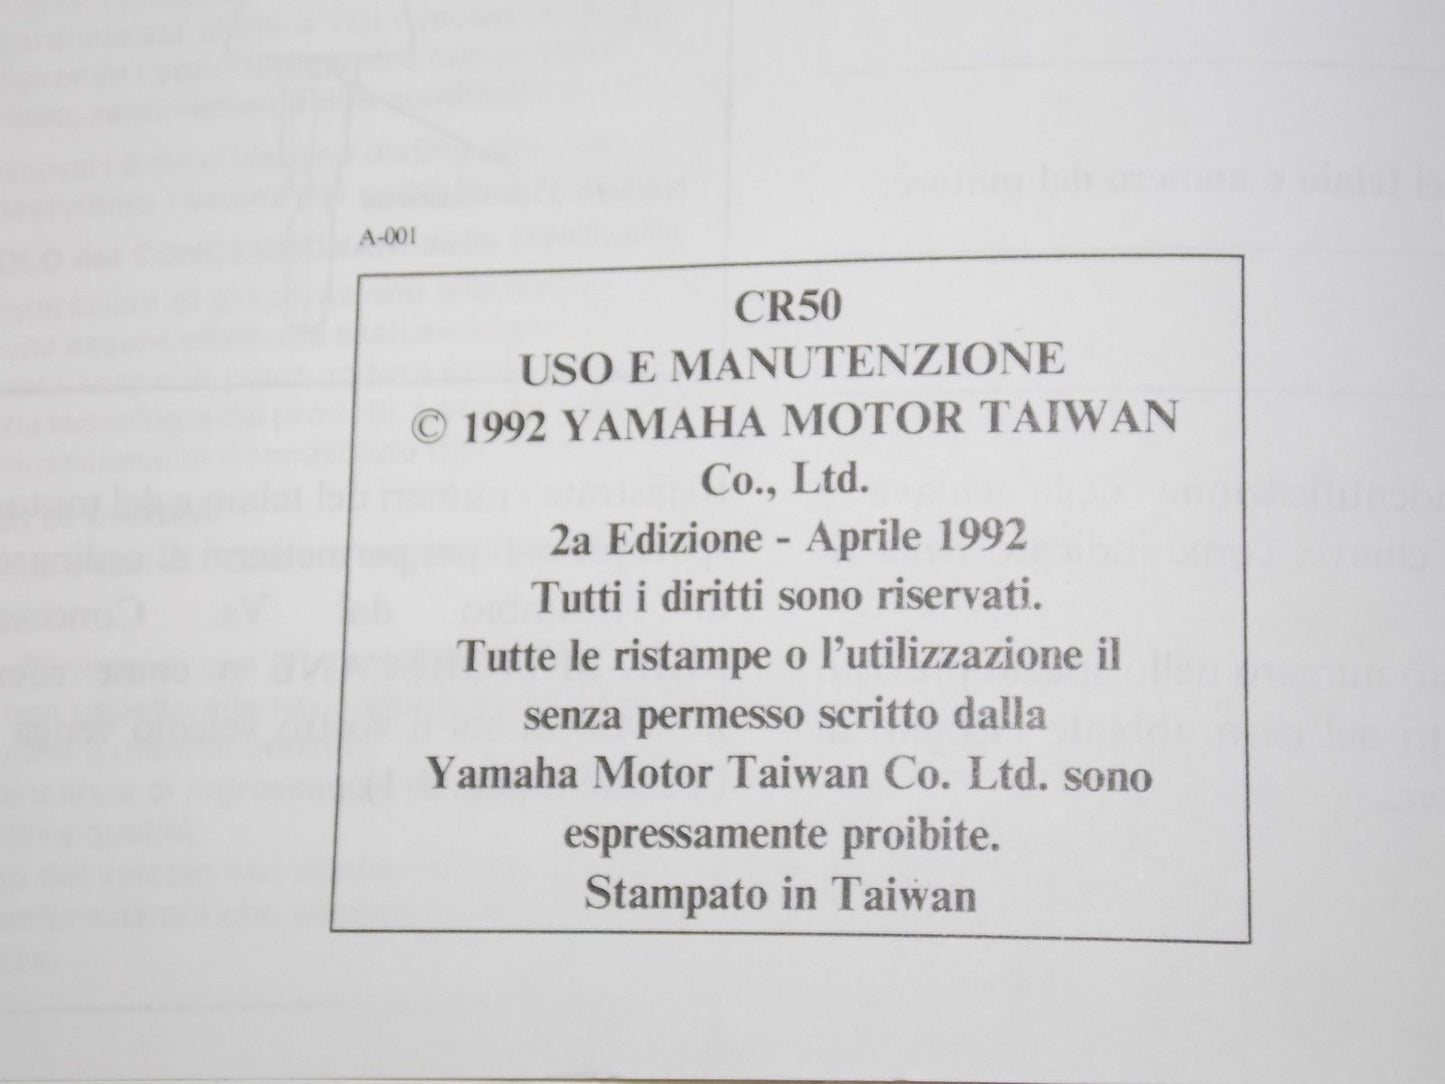 A-001
CR50
USO E MANUTENZIONE
© 1992 YAMAHA MOTOR TAIWAN
Co., Ltd.
2a Edizione - Aprile 1992
Tutti i diritti sono riservati.
Tutte le ristampe o l'utilizzazione il
senza permesso scritto dalla
Yamaha Motor Taiwan Co. Ltd. sono
espressamente proibite.
Stampato in Taiwan